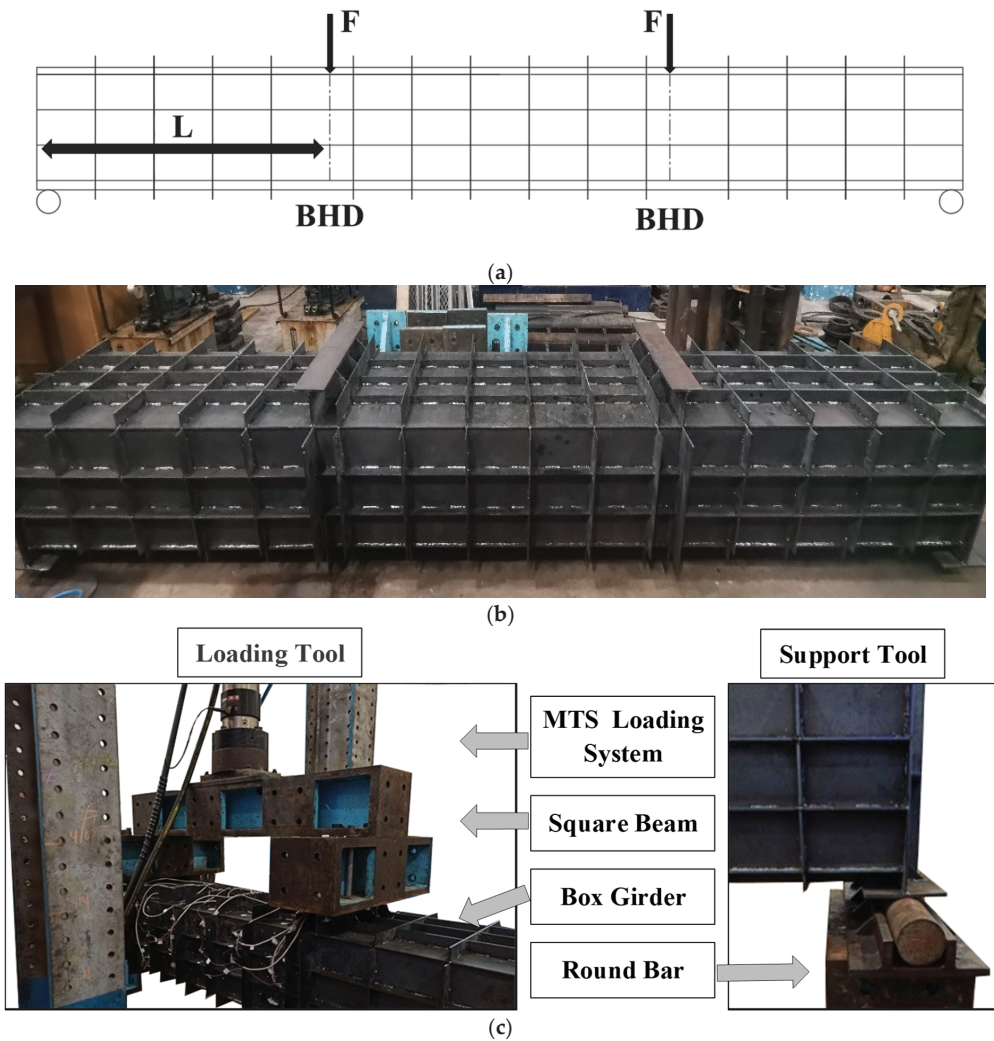 F F
L
BHD BHD
(a)
(b)
Loading Tool Support Tool
MTS Loading
System
Square Beam
Box Girder
Round Bar
(c)